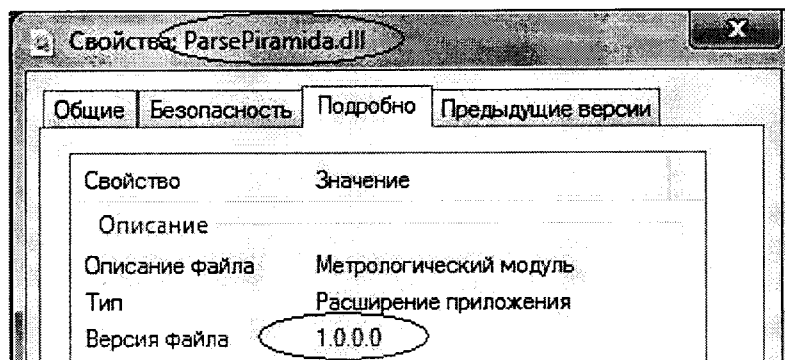 Свойства: ParsePiramida.dll
Общие Безопасность Подробно Предыдущие версии
Свойство Значение
Описание
Описание файла Метрологический модуль
Тип Расширение приложения
Версия файла 1.0.0.0